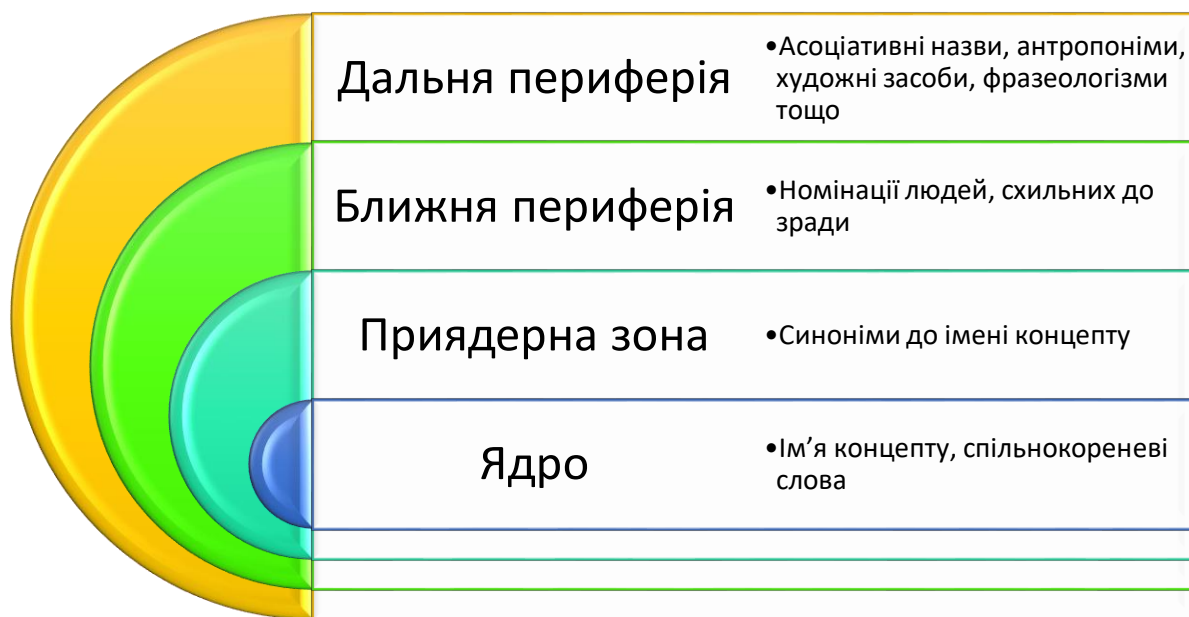 Дальня периферія
•Асоціативні назви, антропоніми,
художні засоби, фразеологізми
тощо
Ближня периферія
•Номінації людей, схильних до
зради
Приядерна зона
•Синоніми до імені концепту
Ядро
•Ім’я концепту, спільнокореневі
слова